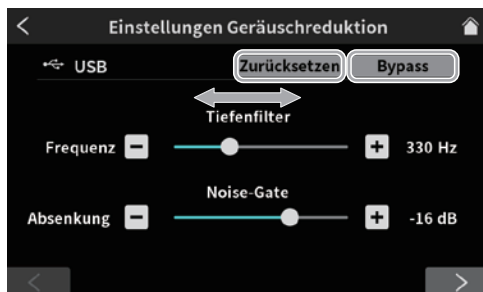 Einstellungen Geräuschreduktion
USB Zurücksetzen Bypass
Tiefenfilter
Frequenz − + 330 Hz
Noise-Gate
Absenkung − + -16 dB